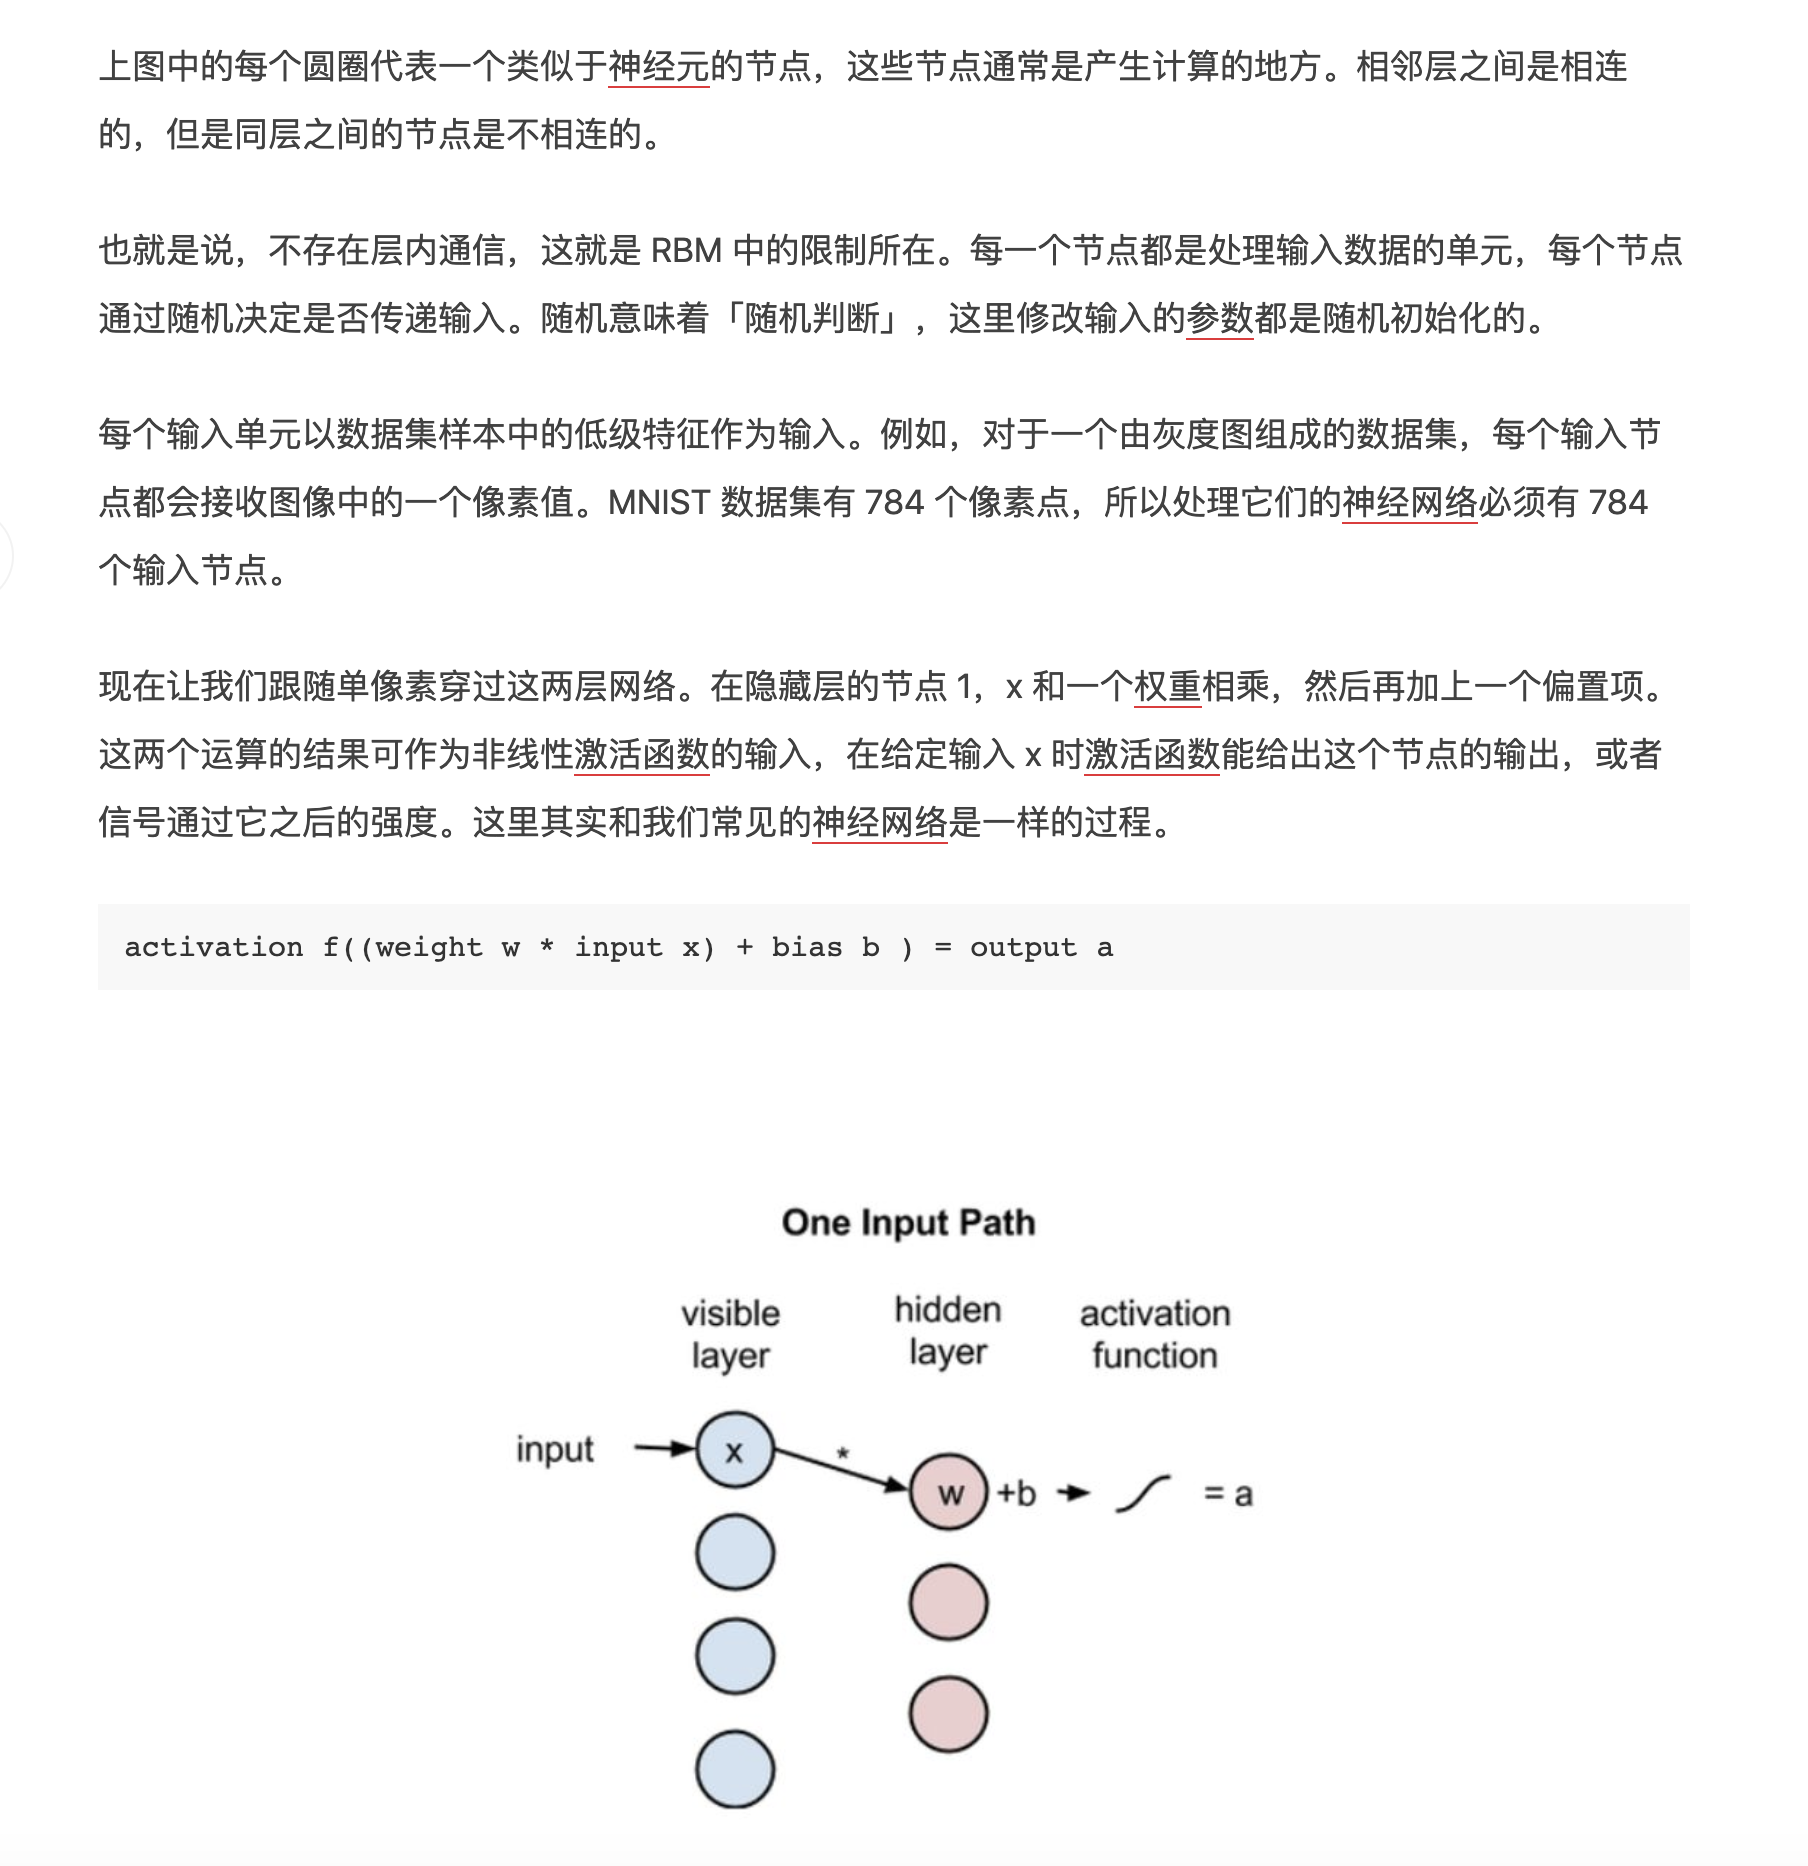 上图中的每个圆圈代表一个类似于神经元的节点，这些节点通常是产生计算的地方。相邻层之间是相连
的，但是同层之间的节点是不相连的。
也就是说，不存在层内通信，这就是 RBM 中的限制所在。每一个节点都是处理输入数据的单元，每个节点
通过随机决定是否传递输入。随机意味着「随机判断」，这里修改输入的参数都是随机初始化的。
每个输入单元以数据集样本中的低级特征作为输入。例如，对于一个由灰度图组成的数据集，每个输入节
点都会接收图像中的一个像素值。MNIST 数据集有 784 个像素点，所以处理它们的神经网络必须有 784
个输入节点。
现在让我们跟随单像素穿过这两层网络。在隐藏层的节点 1，x 和一个权重相乘，然后再加上一个偏置项。
这两个运算的结果可作为非线性激活函数的输入，在给定输入 x 时激活函数能给出这个节点的输出，或者
信号通过它之后的强度。这里其实和我们常见的神经网络是一样的过程。
activation f((weight w * input x) + bias b ) = output a
One Input Path
visible
layer
hidden
layer
activation
function
input
x
*
w +b = a